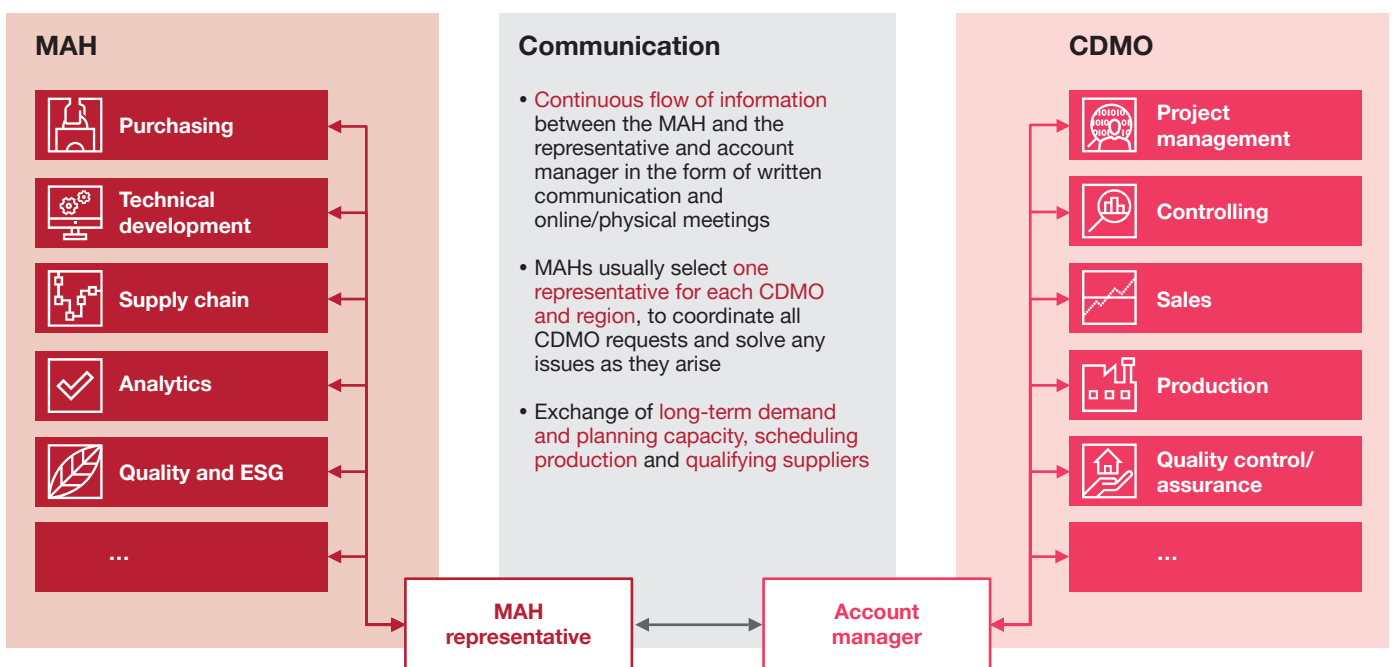 MAH
Purchasing
Technical
development
Supply chain
Analytics
Quality and ESG
...
MAH
representative
Communication
• Continuous flow of information
between the MAH and the
representative and account
manager in the form of written
communication and
online/physical meetings
• MAHs usually select one
representative for each CDMO
and region, to coordinate all
CDMO requests and solve any
issues as they arise
• Exchange of long-term demand
and planning capacity, scheduling
production and qualifying suppliers
Account
manager
CDMO
Project
management
Controlling
Sales
Production
Quality control/
assurance
...